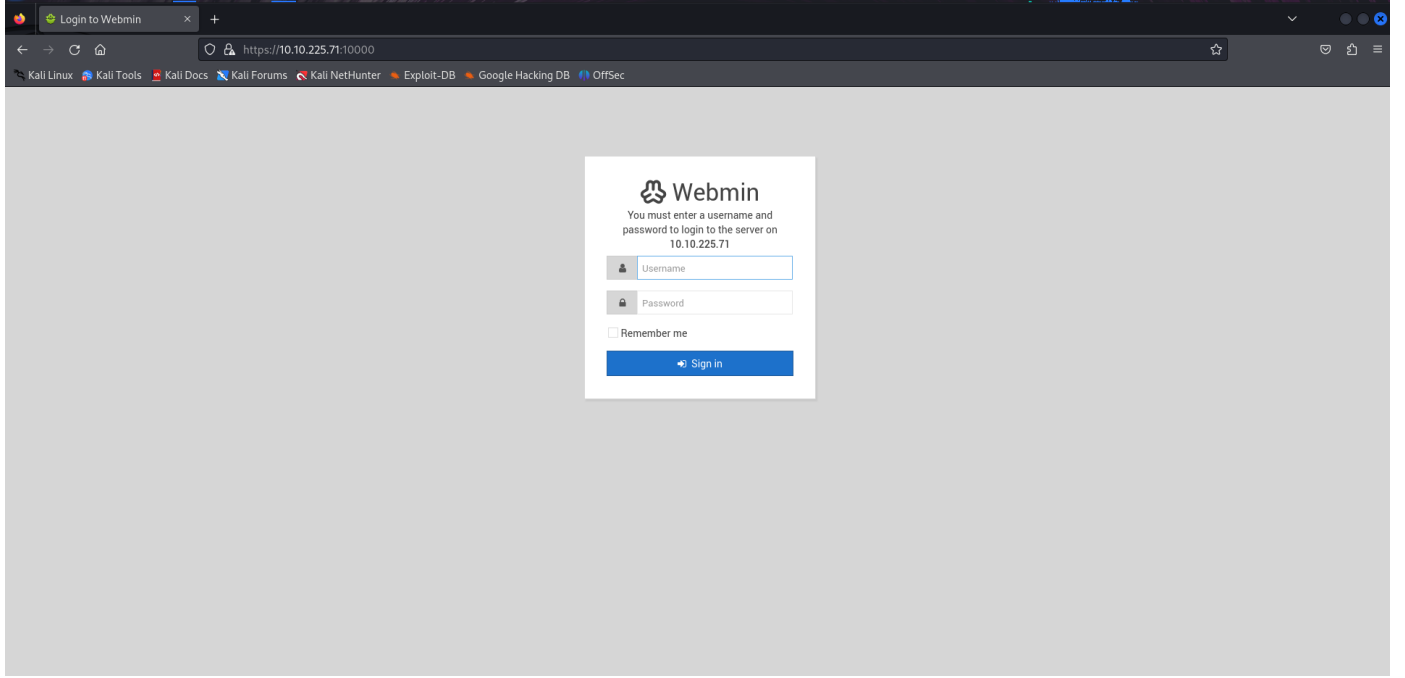 Login to Webmin
https://10.10.225.71:10000
Kali Linux Kali Tools Kali Docs Kali Forums Kali NetHunter Exploit-DB Google Hacking DB OffSec
Webmin
You must enter a username and
password to login to the server on
10.10.225.71
Username
Password
Remember me
Sign in